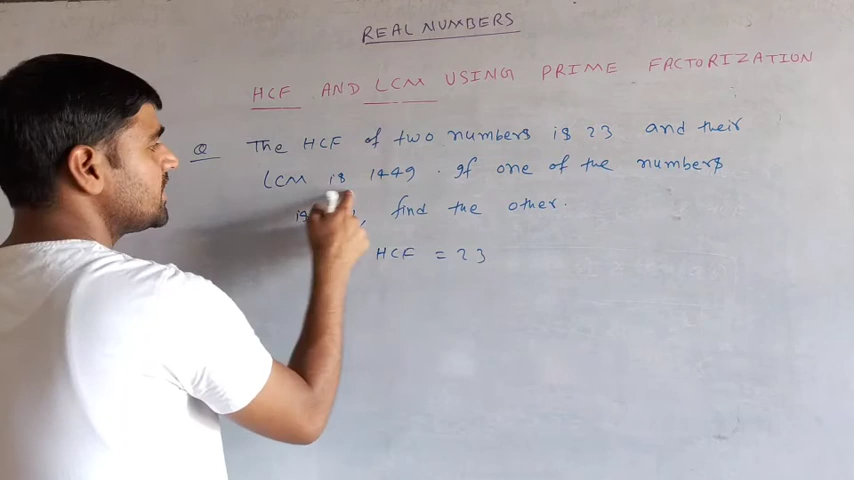 REAL NUMBERS
HCF AND LCM USING PRIME FACTORIZATION
Q The HCF of two numbers is 23 and their
LCM is 1449. If one of the numbers
is , find the other.
HCF = 23